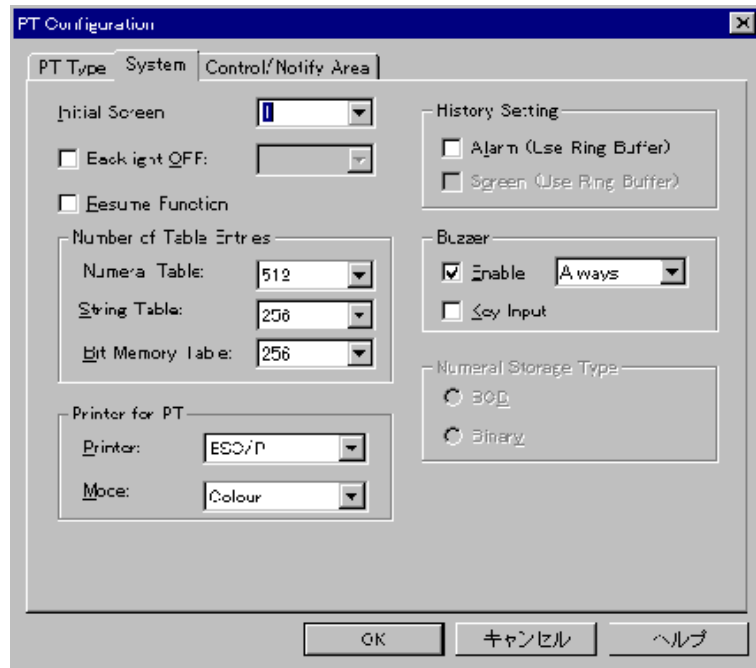 PT Configuration
PT Type
System
Control/Notify Area
Initial Screen
1
Backlight OFF:
Resume Function
Number of Table Entries
Numeral Table:
512
String Table:
256
Bit Memory Table:
256
Printer for PT
Printer:
ESC/P
Mode:
Colour
History Setting
Alarm (Use Ring Buffer)
Screen (Use Ring Buffer)
Buzzer
Enable
Always
Key Input
Numeral Storage Type
BCD
Binary
OK
キャンセル
ヘルプ